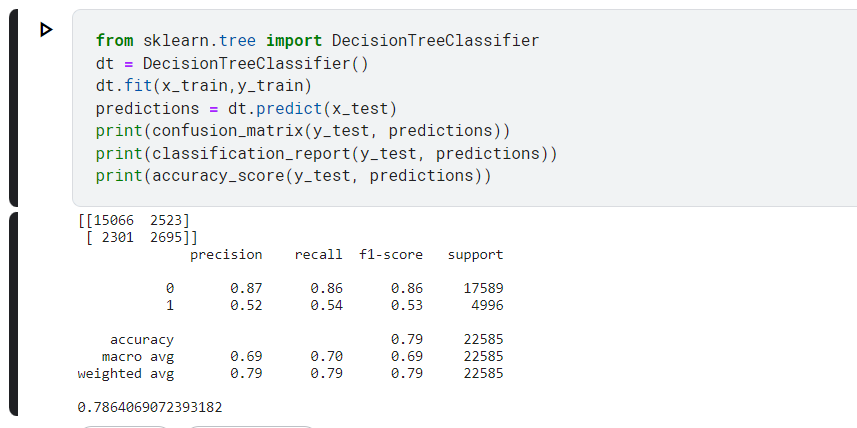 from sklearn.tree import DecisionTreeClassifier
dt = DecisionTreeClassifier()
dt.fit(x_train,y_train)
predictions = dt.predict(x_test)
print(confusion_matrix(y_test, predictions))
print(classification_report(y_test, predictions))
print(accuracy_score(y_test, predictions))
[[15066  2523]
 [ 2301  2695]]
              precision    recall  f1-score   support
           0       0.87      0.86      0.86     17589
           1       0.52      0.54      0.53      4996
    accuracy                           0.79     22585
   macro avg       0.69      0.70      0.69     22585
weighted avg       0.79      0.79      0.79     22585
0.7864069072393182